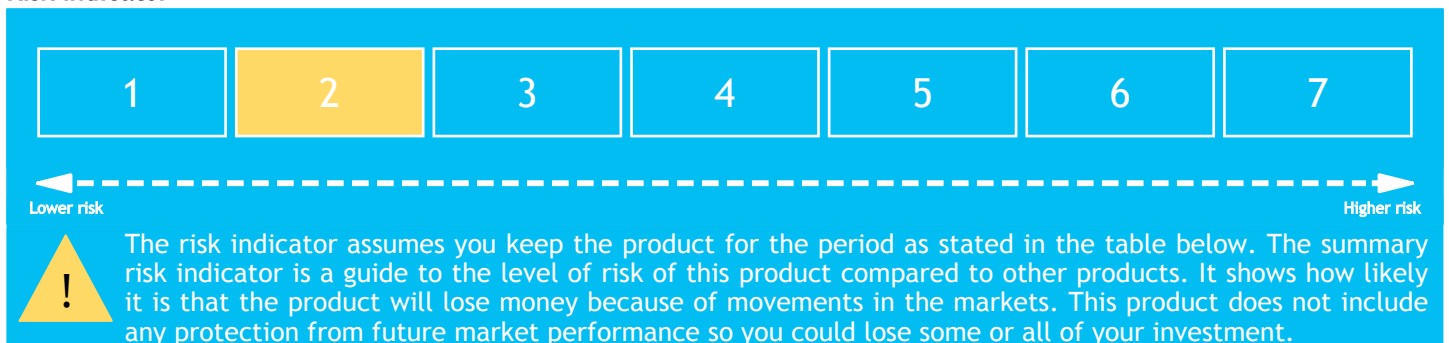 1 2 3 4 5 6 7
Lower risk Higher risk
The risk indicator assumes you keep the product for the period as stated in the table below. The summary
! risk indicator is a guide to the level of risk of this product compared to other products. It shows how likely
it is that the product will lose money because of movements in the markets. This product does not include
any protection from future market performance so you could lose some or all of your investment.